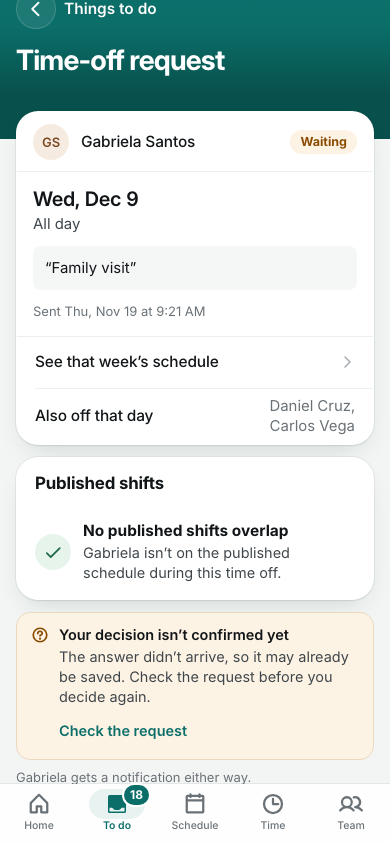 Things to do
Time-off request
GS
Gabriela Santos
Waiting
Wed, Dec 9
All day
“Family visit”
Sent Thu, Nov 19 at 9:21 AM
See that week’s schedule
Also off that day
Daniel Cruz,
Carlos Vega
Published shifts
No published shifts overlap
Gabriela isn’t on the published
schedule during this time off.
Your decision isn’t confirmed yet
The answer didn’t arrive, so it may already
be saved. Check the request before you
decide again.
Check the request
Gabriela gets a notification either way.
18
Home
To do
Schedule
Time
Team